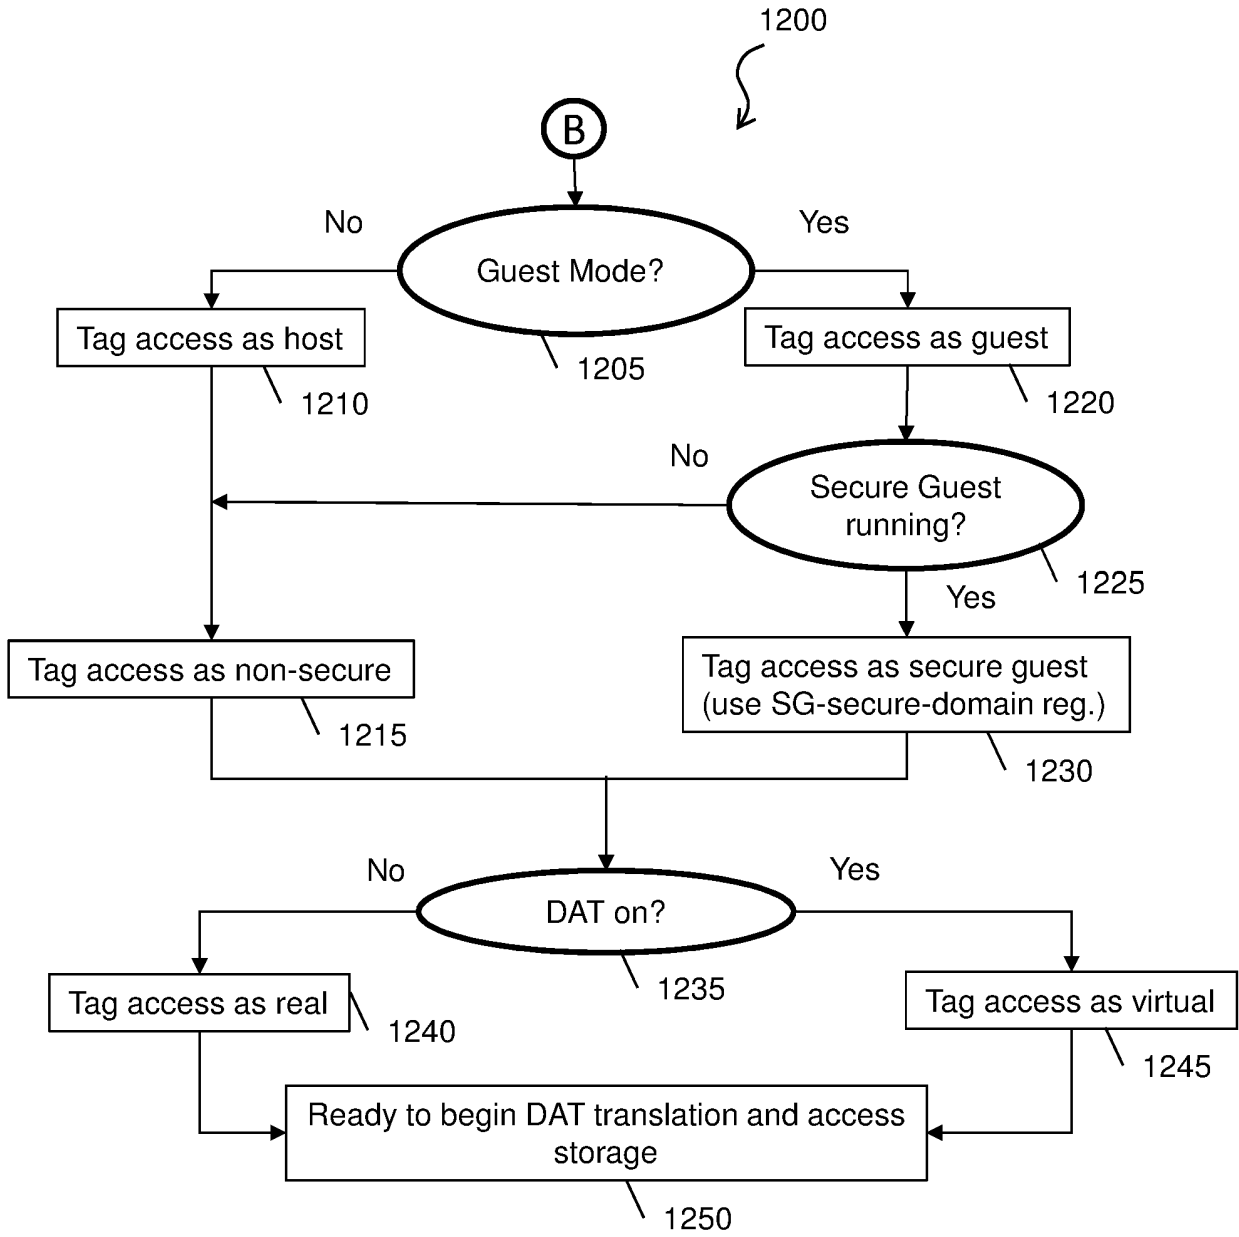 1200
B
No
Yes
Guest Mode?
Tag access as host
Tag access as guest
1205
1210
1220
No
Secure Guest
running?
1225
Yes
Tag access as non-secure
Tag access as secure guest
(use SG-secure-domain reg.)
1215
1230
No
Yes
DAT on?
1235
Tag access as real
Tag access as virtual
1240
1245
Ready to begin DAT translation and access
storage
1250